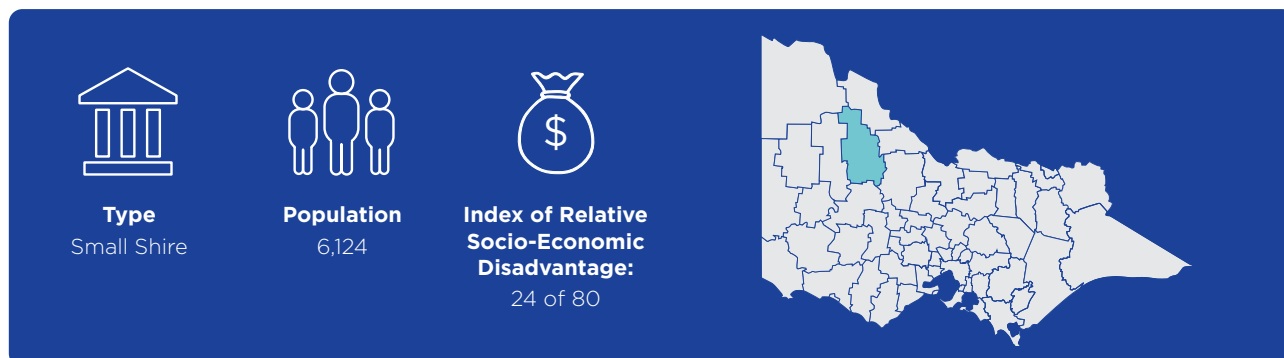 Type
Small Shire
Population
6,124
$
Index of Relative
Socio-Economic
Disadvantage:
24 of 80